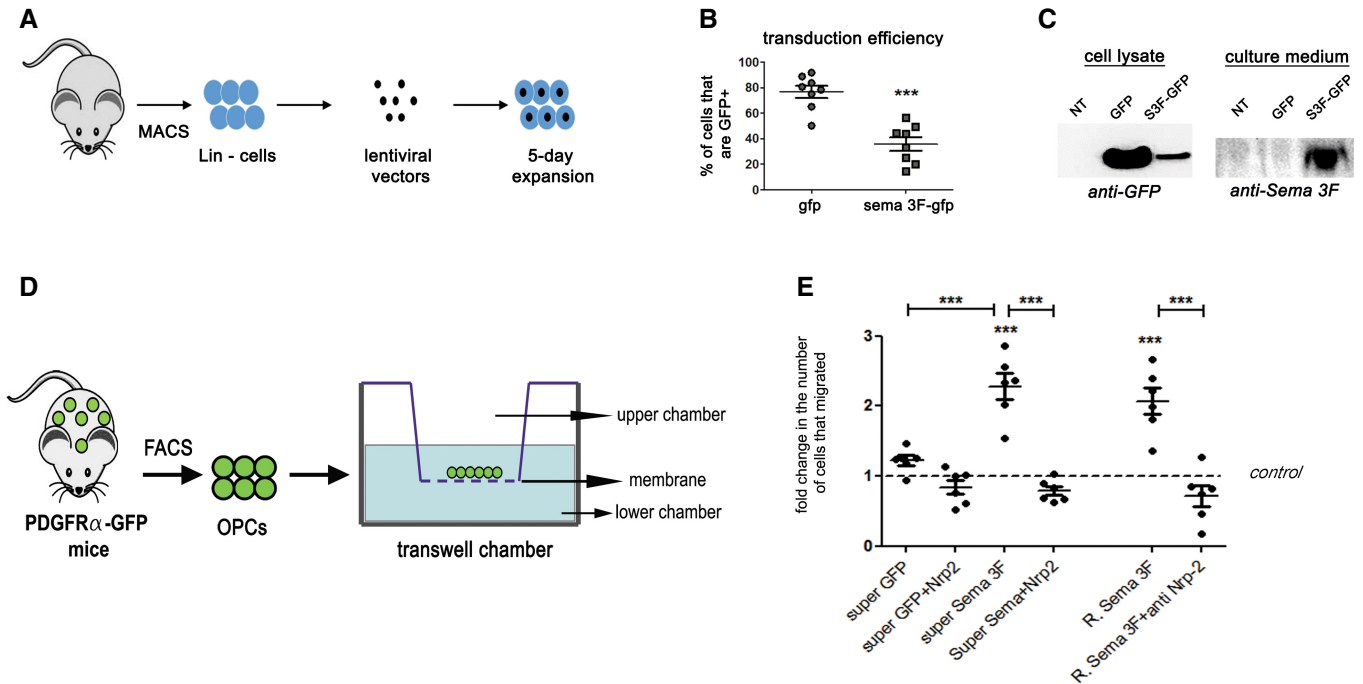 A
MACS
Lin - cells
lentiviral
vectors
5-day
expansion
B
transduction efficiency
% of cells that
are GFP+
100
80
60
40
20
0
***
gfp
sema 3F-gfp
C
cell lysate
culture medium
NT
GFP
S3F-GFP
NT
GFP
S3F-GFP
anti-GFP
anti-Sema 3F
D
PDGFRα-GFP
mice
FACS
OPCs
upper chamber
membrane
lower chamber
transwell chamber
E
fold change in the number
of cells that migrated
3
2
1
0
***
***
***
***
***
control
super GFP
super GFP+Nrp2
super Sema 3F
Super Sema+Nrp2
R. Sema 3F
R. Sema 3F+anti Nrp-2